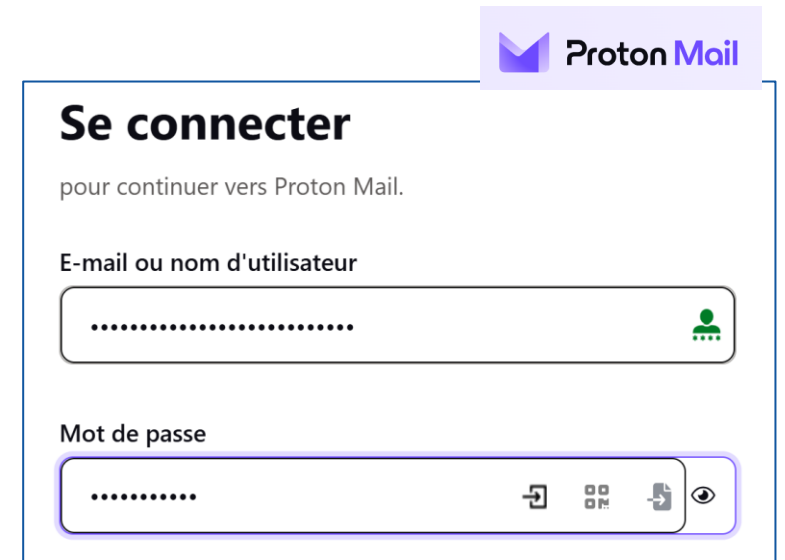 Proton Mail
Se connecter
pour continuer vers Proton Mail.
E-mail ou nom d'utilisateur
•••••••••••••••••••••••••••
Mot de passe
•••••••••••